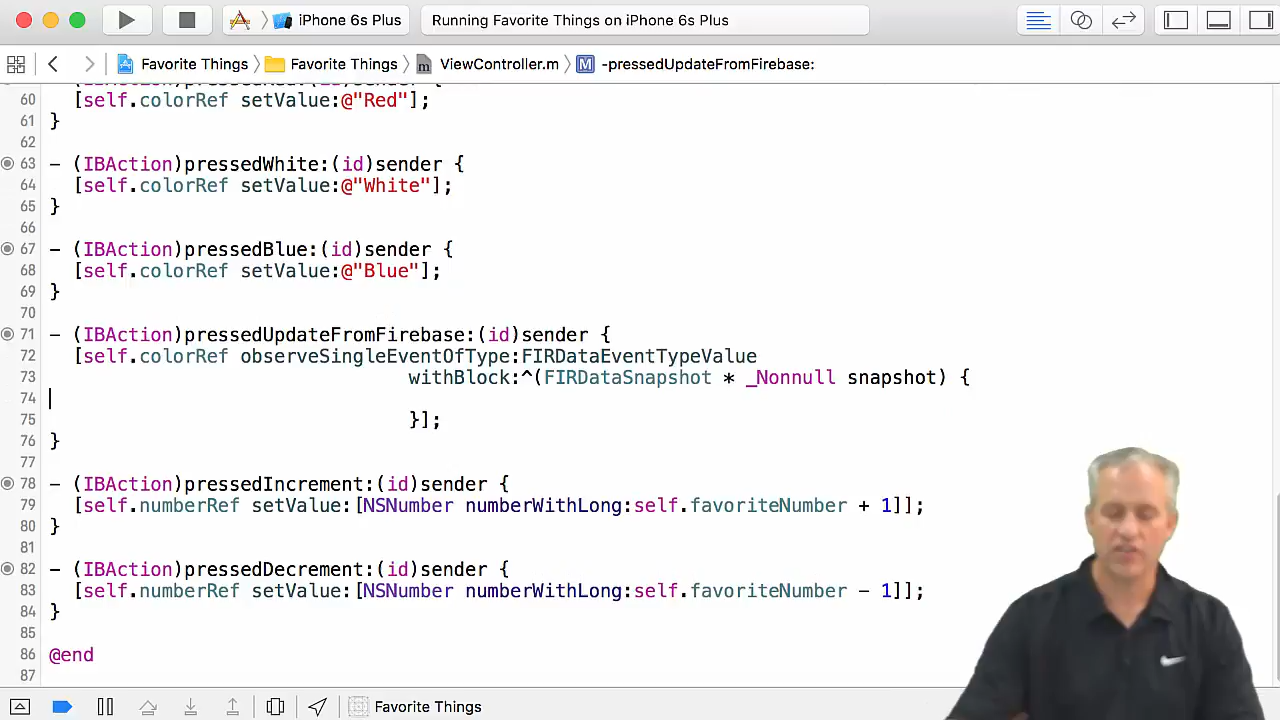 iPhone 6s Plus
Running Favorite Things on iPhone 6s Plus
Favorite Things
Favorite Things
ViewController.m
M
-pressedUpdateFromFirebase:
60 [self.colorRef setValue:@"Red"];
61 }
62
63 - (IBAction)pressedWhite:(id)sender {
64 [self.colorRef setValue:@"White"];
65 }
66
67 - (IBAction)pressedBlue:(id)sender {
68 [self.colorRef setValue:@"Blue"];
69 }
70
71 - (IBAction)pressedUpdateFromFirebase:(id)sender {
72 [self.colorRef observeSingleEventOfType:FIRDataEventTypeValue
73 withBlock:^(FIRDataSnapshot * _Nonnull snapshot) {
74
75 }];
76 }
77
78 - (IBAction)pressedIncrement:(id)sender {
79 [self.numberRef setValue:[NSNumber numberWithLong:self.favoriteNumber + 1]];
80 }
81
82 - (IBAction)pressedDecrement:(id)sender {
83 [self.numberRef setValue:[NSNumber numberWithLong:self.favoriteNumber - 1]];
84 }
85
86 @end
87
Favorite Things